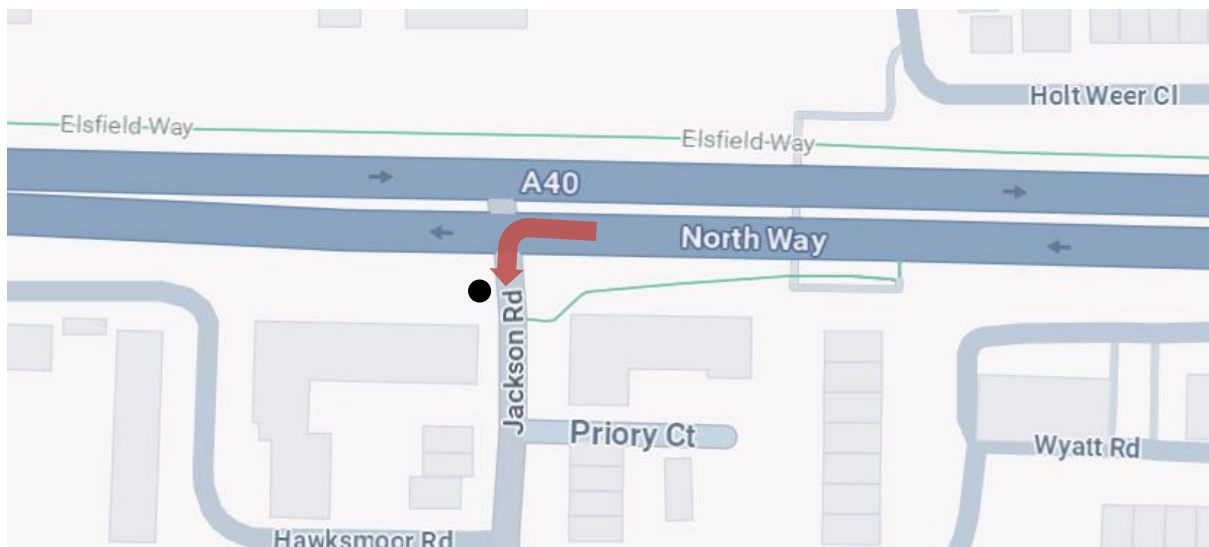 Holt Weer Cl
Elsfield Way
Elsfield Way
A40
North Way
Jackson Rd
Priory Ct
Wyatt Rd
Hawksmoor Rd